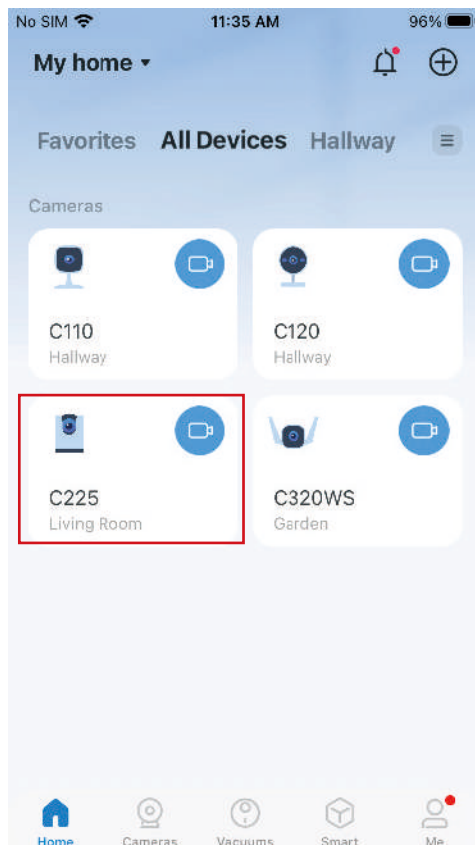 No SIM 11:35 AM 96%
My home
Favorites All Devices Hallway
Cameras
C110 C120
Hallway Hallway
C225 C320WS
Living Room Garden
Home Cameras Vacuums Smart Me